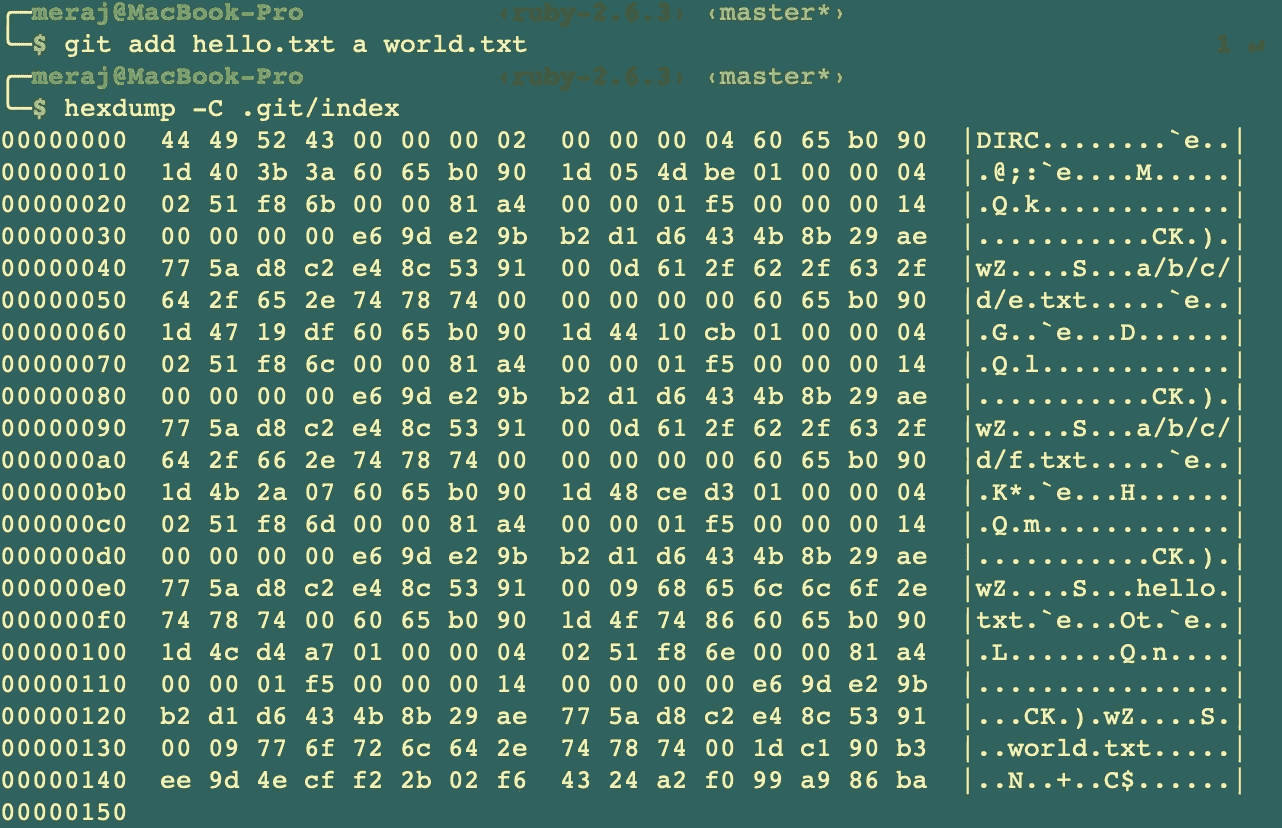 ╭─meraj@MacBook-Pro ‹ruby-2.6.3› ‹master*›
╰─$ git add hello.txt a world.txt 1 ↵
╭─meraj@MacBook-Pro ‹ruby-2.6.3› ‹master*›
╰─$ hexdump -C .git/index
00000000  44 49 52 43 00 00 00 02  00 00 00 04 60 65 b0 90  |DIRC........`e..|
00000010  1d 40 3b 3a 60 65 b0 90  1d 05 4d be 01 00 00 04  |.@;:`e....M.....|
00000020  02 51 f8 6b 00 00 81 a4  00 00 01 f5 00 00 00 14  |.Q.k............|
00000030  00 00 00 00 e6 9d e2 9b  b2 d1 d6 43 4b 8b 29 ae  |...........CK.).|
00000040  77 5a d8 c2 e4 8c 53 91  00 0d 61 2f 62 2f 63 2f  |wZ....S...a/b/c/|
00000050  64 2f 65 2e 74 78 74 00  00 00 00 00 60 65 b0 90  |d/e.txt.....`e..|
00000060  1d 47 19 df 60 65 b0 90  1d 44 10 cb 01 00 00 04  |.G..`e...D......|
00000070  02 51 f8 6c 00 00 81 a4  00 00 01 f5 00 00 00 14  |.Q.l............|
00000080  00 00 00 00 e6 9d e2 9b  b2 d1 d6 43 4b 8b 29 ae  |...........CK.).|
00000090  77 5a d8 c2 e4 8c 53 91  00 0d 61 2f 62 2f 63 2f  |wZ....S...a/b/c/|
000000a0  64 2f 66 2e 74 78 74 00  00 00 00 00 60 65 b0 90  |d/f.txt.....`e..|
000000b0  1d 4b 2a 07 60 65 b0 90  1d 48 ce d3 01 00 00 04  |.K*.`e...H......|
000000c0  02 51 f8 6d 00 00 81 a4  00 00 01 f5 00 00 00 14  |.Q.m............|
000000d0  00 00 00 00 e6 9d e2 9b  b2 d1 d6 43 4b 8b 29 ae  |...........CK.).|
000000e0  77 5a d8 c2 e4 8c 53 91  00 09 68 65 6c 6c 6f 2e  |wZ....S...hello.|
000000f0  74 78 74 00 60 65 b0 90  1d 4f 74 86 60 65 b0 90  |txt.`e...Ot.`e..|
00000100  1d 4c d4 a7 01 00 00 04  02 51 f8 6e 00 00 81 a4  |.L.......Q.n....|
00000110  00 00 01 f5 00 00 00 14  00 00 00 00 e6 9d e2 9b  |................|
00000120  b2 d1 d6 43 4b 8b 29 ae  77 5a d8 c2 e4 8c 53 91  |...CK.).wZ....S.|
00000130  00 09 77 6f 72 6c 64 2e  74 78 74 00 1d c1 90 b3  |..world.txt.....|
00000140  ee 9d 4e cf f2 2b 02 f6  43 24 a2 f0 99 a9 86 ba  |..N..+..C$......|
00000150